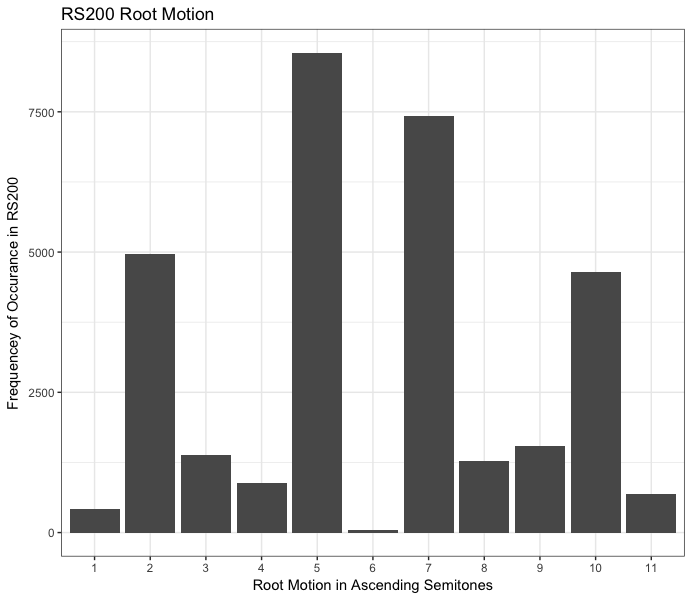 RS200 Root Motion
Frequencey of Occurance in RS200
7500
5000
2500
0
1 2 3 4 5 6 7 8 9 10 11
Root Motion in Ascending Semitones